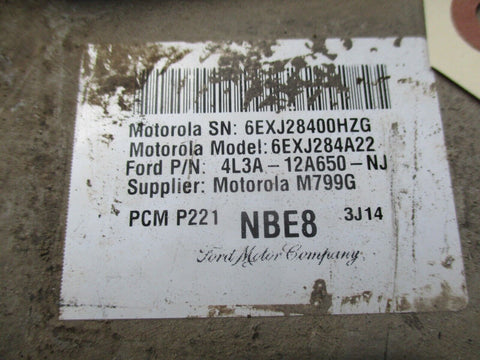 Motorola SN: 6EXJ28400HZG
Motorola Model: 6EXJ284A22
Ford P/N: 4L3A-12A650-NJ
Supplier: Motorola M799G
PCM P221 NBE8 3J14
Ford Motor Company